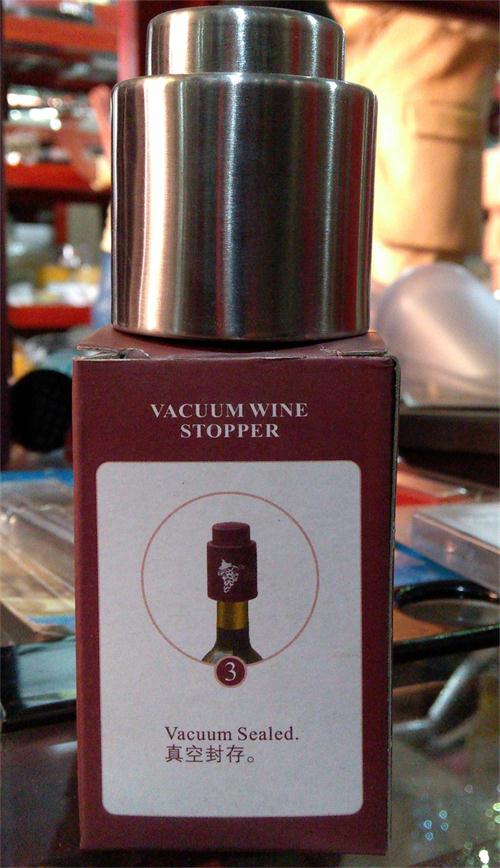 VACUUM WINE
STOPPER
3
Vacuum Sealed.
真空封存。